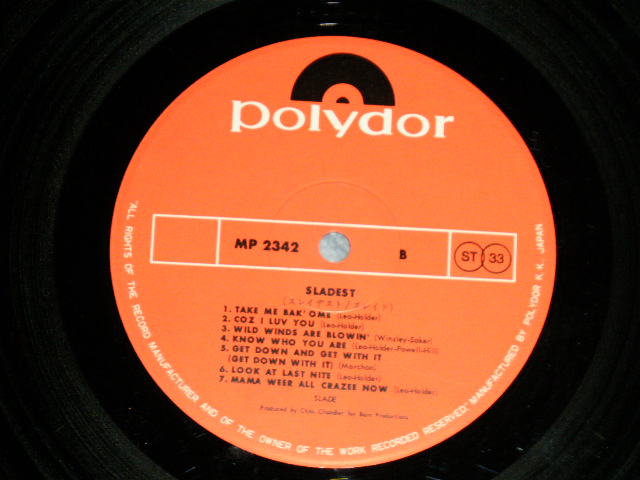 polydor
MP 2342
B
ST 33
SLADEST
(スレイデスト/スレイド)
1. TAKE ME BAK' OME (Lea-Holder)
2. COZ I LUV YOU (Lea-Holder)
3. WILD WINDS ARE BLOWIN' (Winsley-Saker)
4. KNOW WHO YOU ARE (Lea-Holder-Powell-Hill)
5. GET DOWN AND GET WITH IT
(GET DOWN WITH IT) (Marchan)
6. LOOK AT LAST NITE (Lea-Holder)
7. MAMA WEER ALL CRAZEE NOW (Lea-Holder)
SLADE
Produced by Chas Chandler for Barn Productions
"ALL RIGHTS OF THE RECORD MANUFACTURER AND OF THE OWNER OF THE WORK RECORDED RESERVED" MANUFACTURED BY POLYDOR K.K. JAPAN